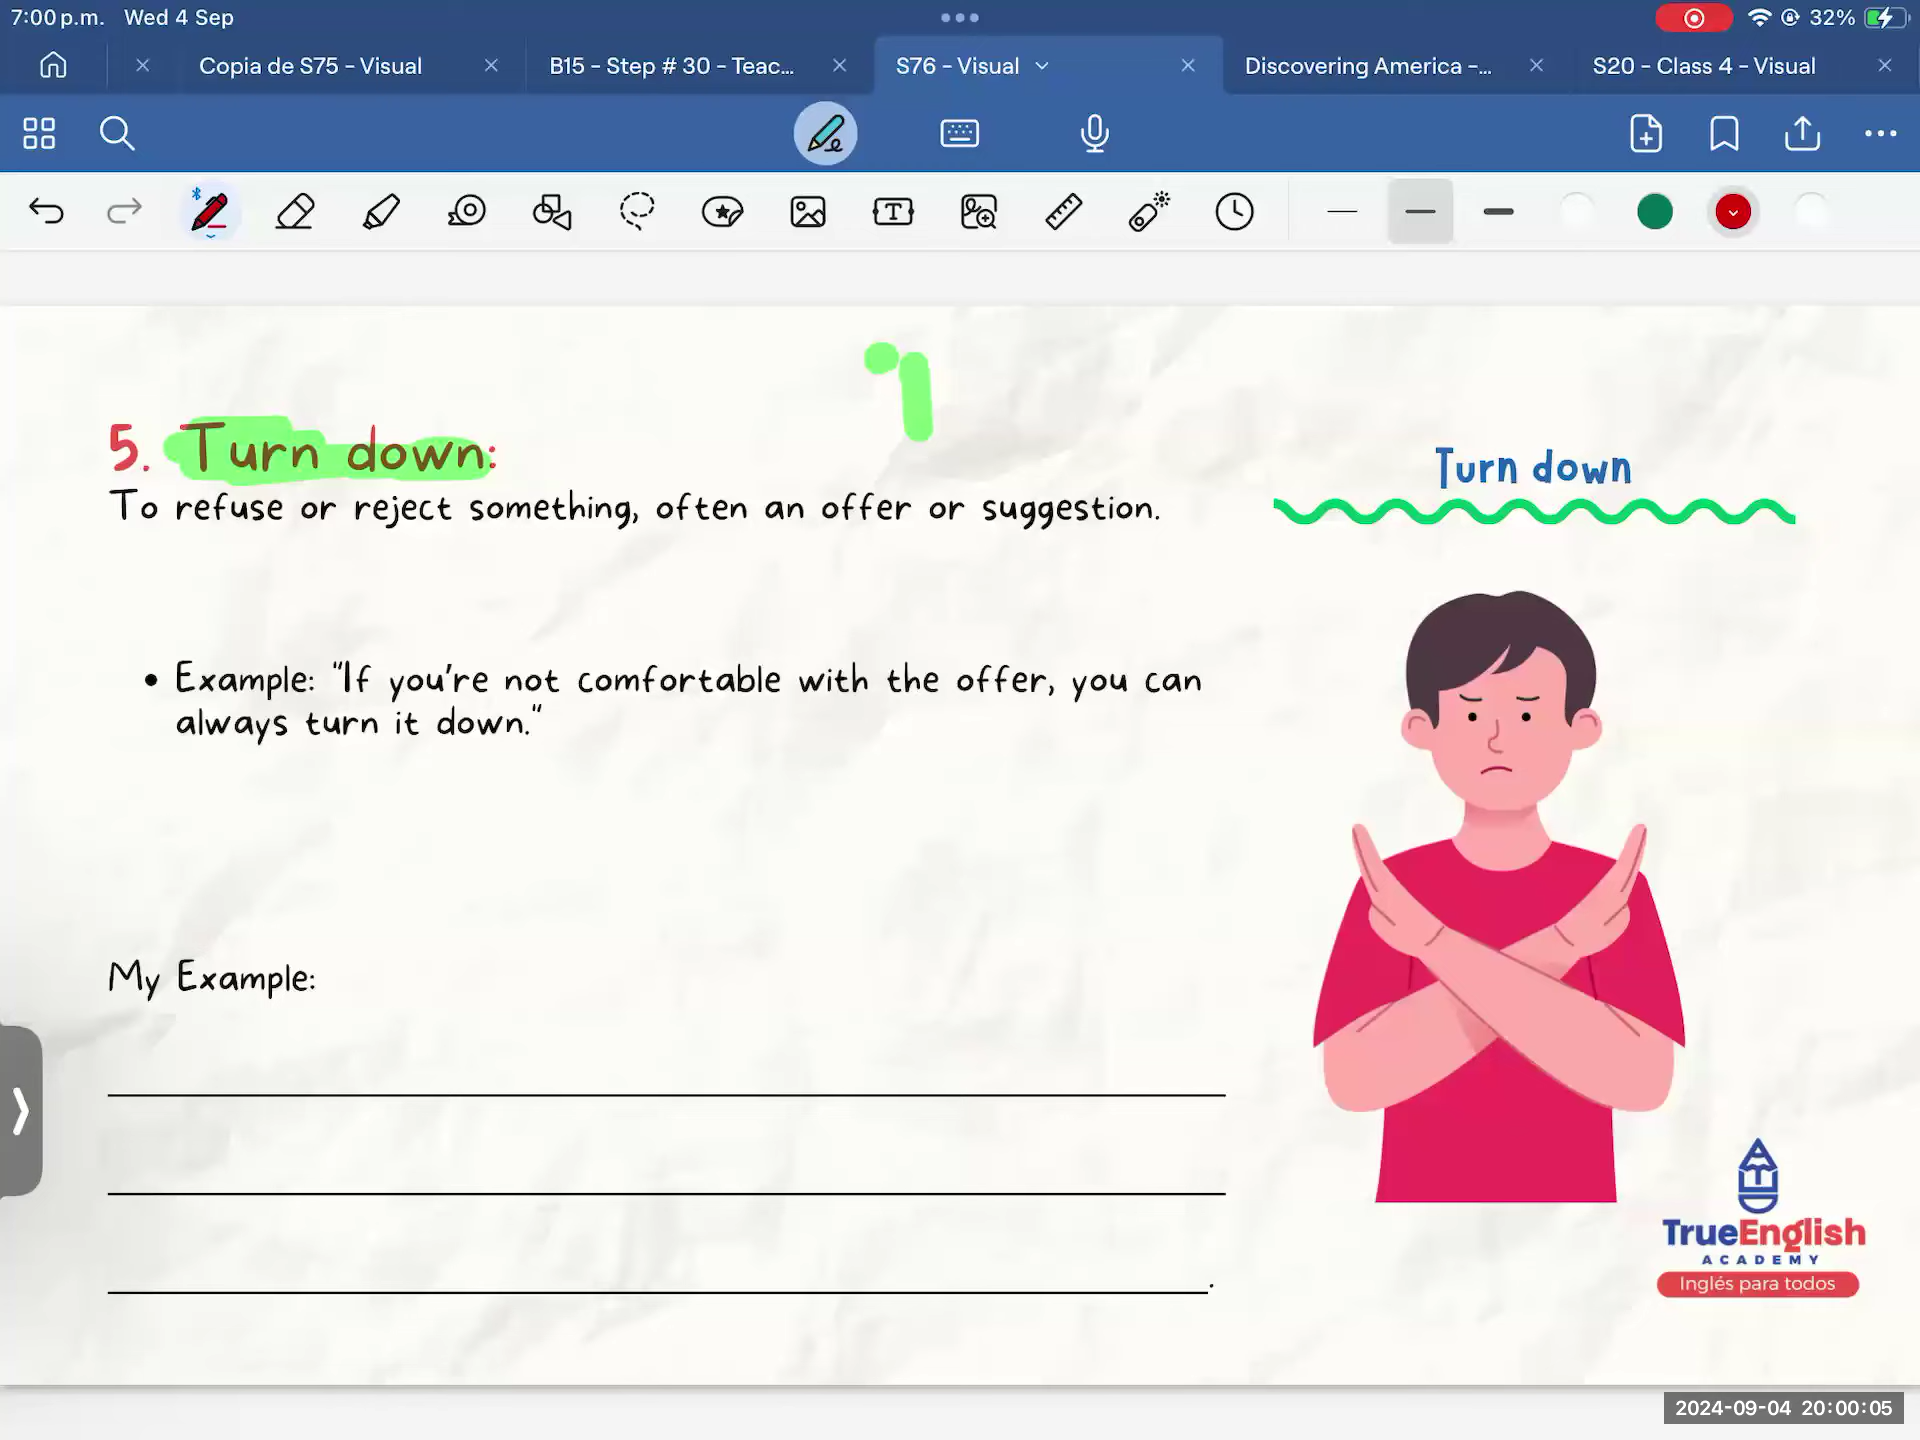 7:00 p.m. Wed 4 Sep
32%
Copia de S75 – Visual
B15 – Step # 30 – Teac...
S76 – Visual
Discovering America –...
S20 – Class 4 – Visual
5. Turn down:
To refuse or reject something, often an offer or suggestion.
Turn down
• Example: "If you're not comfortable with the offer, you can
always turn it down."
My Example:
TrueEnglish
ACADEMY
Inglés para todos
2024-09-04 20:00:05